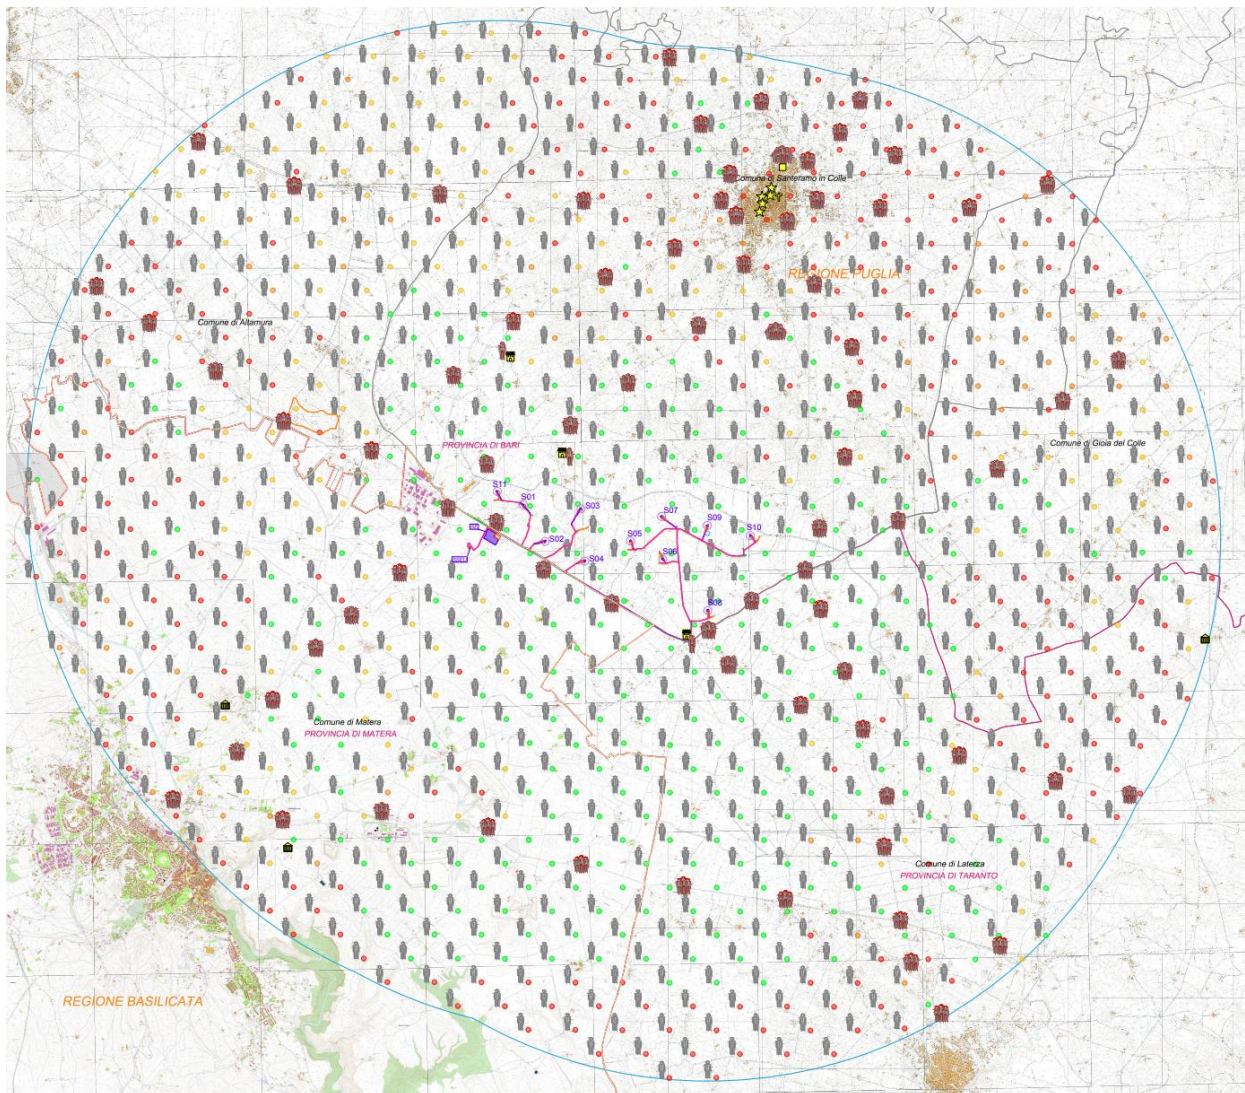 Comune di Santeramo in Colle
REGIONE PUGLIA
Comune di Altamura
Comune di Gioia del Colle
PROVINCIA DI BARI
S11
S01
S03
S07
S09
S10
S05
S02
S06
S04
S08
Comune di Matera
PROVINCIA DI MATERA
Comune di Laterza
PROVINCIA DI TARANTO
REGIONE BASILICATA